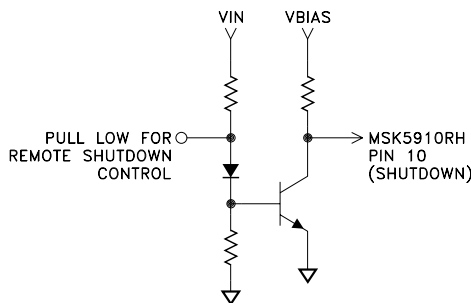 VIN
VBIAS
PULL LOW FOR
REMOTE SHUTDOWN
CONTROL
MSK5910RH
PIN 10
(SHUTDOWN)